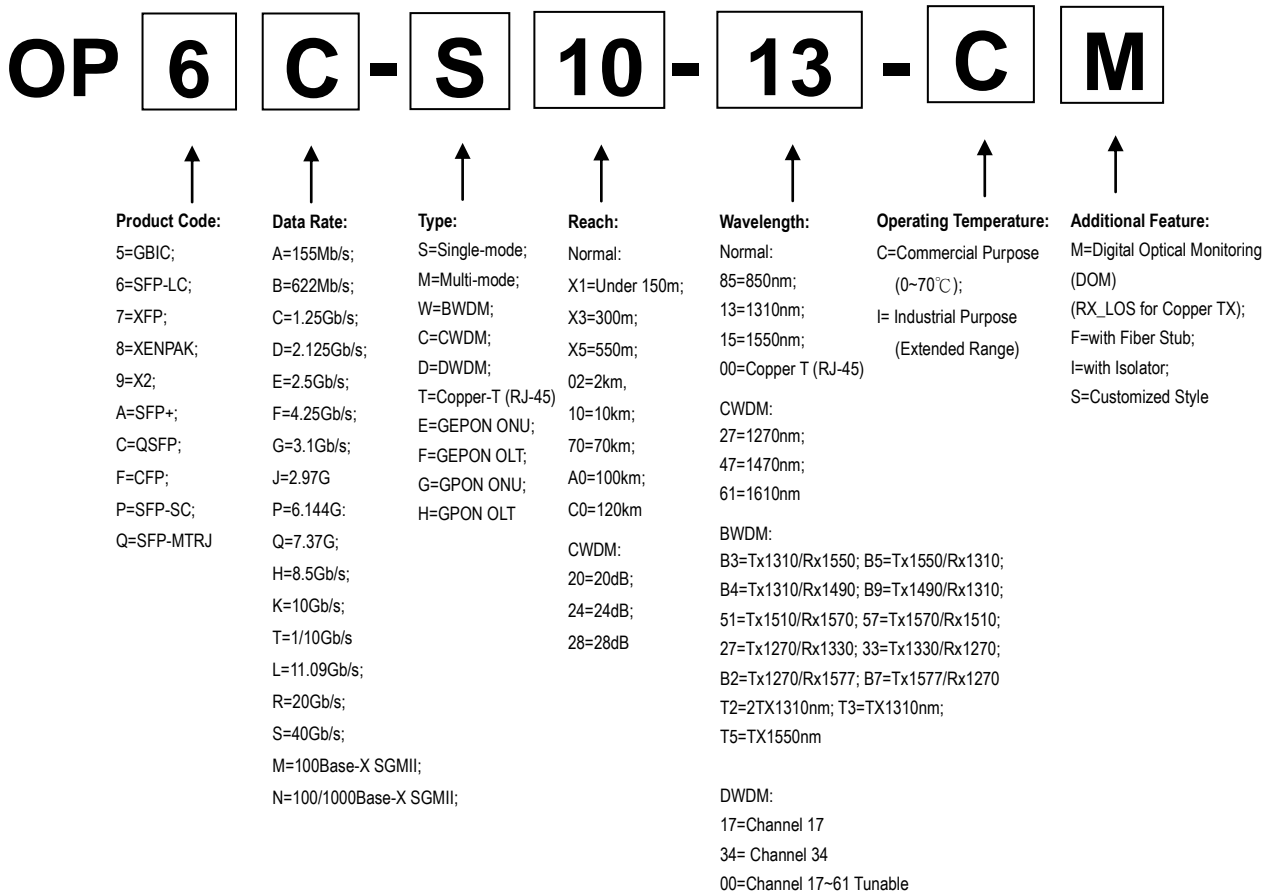 OP 6 C - S 10 - 13 - C M
Product Code:
5=GBIC;
6=SFP-LC;
7=XFP;
8=XENPAK;
9=X2;
A=SFP+;
C=QSFP;
F=CFP;
P=SFP-SC;
Q=SFP-MTRJ
Data Rate:
A=155Mb/s;
B=622Mb/s;
C=1.25Gb/s;
D=2.125Gb/s;
E=2.5Gb/s;
F=4.25Gb/s;
G=3.1Gb/s;
J=2.97G
P=6.144G:
Q=7.37G;
H=8.5Gb/s;
K=10Gb/s;
T=1/10Gb/s
L=11.09Gb/s;
R=20Gb/s;
S=40Gb/s;
M=100Base-X SGMII;
N=100/1000Base-X SGMII;
Type:
S=Single-mode;
M=Multi-mode;
W=BWDM;
C=CWDM;
D=DWDM;
T=Copper-T (RJ-45)
E=GEPON ONU;
F=GEPON OLT;
G=GPON ONU;
H=GPON OLT
Reach:
Normal:
X1=Under 150m;
X3=300m;
X5=550m;
02=2km,
10=10km;
70=70km;
A0=100km;
C0=120km
CWDM:
20=20dB;
24=24dB;
28=28dB
Wavelength:
Normal:
85=850nm;
13=1310nm;
15=1550nm;
00=Copper T (RJ-45)
CWDM:
27=1270nm;
47=1470nm;
61=1610nm
BWDM:
B3=Tx1310/Rx1550; B5=Tx1550/Rx1310;
B4=Tx1310/Rx1490; B9=Tx1490/Rx1310;
51=Tx1510/Rx1570; 57=Tx1570/Rx1510;
27=Tx1270/Rx1330; 33=Tx1330/Rx1270;
B2=Tx1270/Rx1577; B7=Tx1577/Rx1270
T2=2TX1310nm; T3=TX1310nm;
T5=TX1550nm
DWDM:
17=Channel 17
34= Channel 34
00=Channel 17~61 Tunable
Operating Temperature:
C=Commercial Purpose
(0~70℃);
I= Industrial Purpose
(Extended Range)
Additional Feature:
M=Digital Optical Monitoring
(DOM)
(RX_LOS for Copper TX);
F=with Fiber Stub;
I=with Isolator;
S=Customized Style